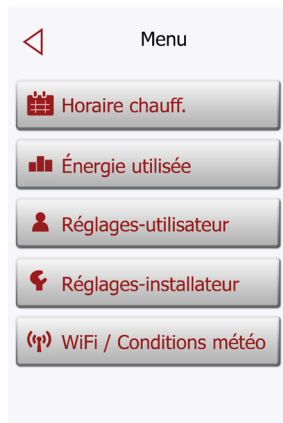 Menu
Horaire chauff.
Énergie utilisée
Réglages-utilisateur
Réglages-installateur
WiFi / Conditions météo